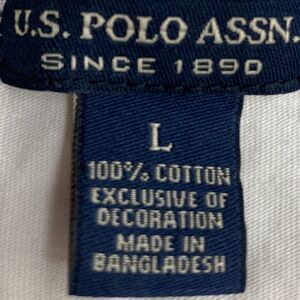 U.S. POLO ASSN.
SINCE 1890
L
100% COTTON
EXCLUSIVE OF
DECORATION
MADE IN
BANGLADESH